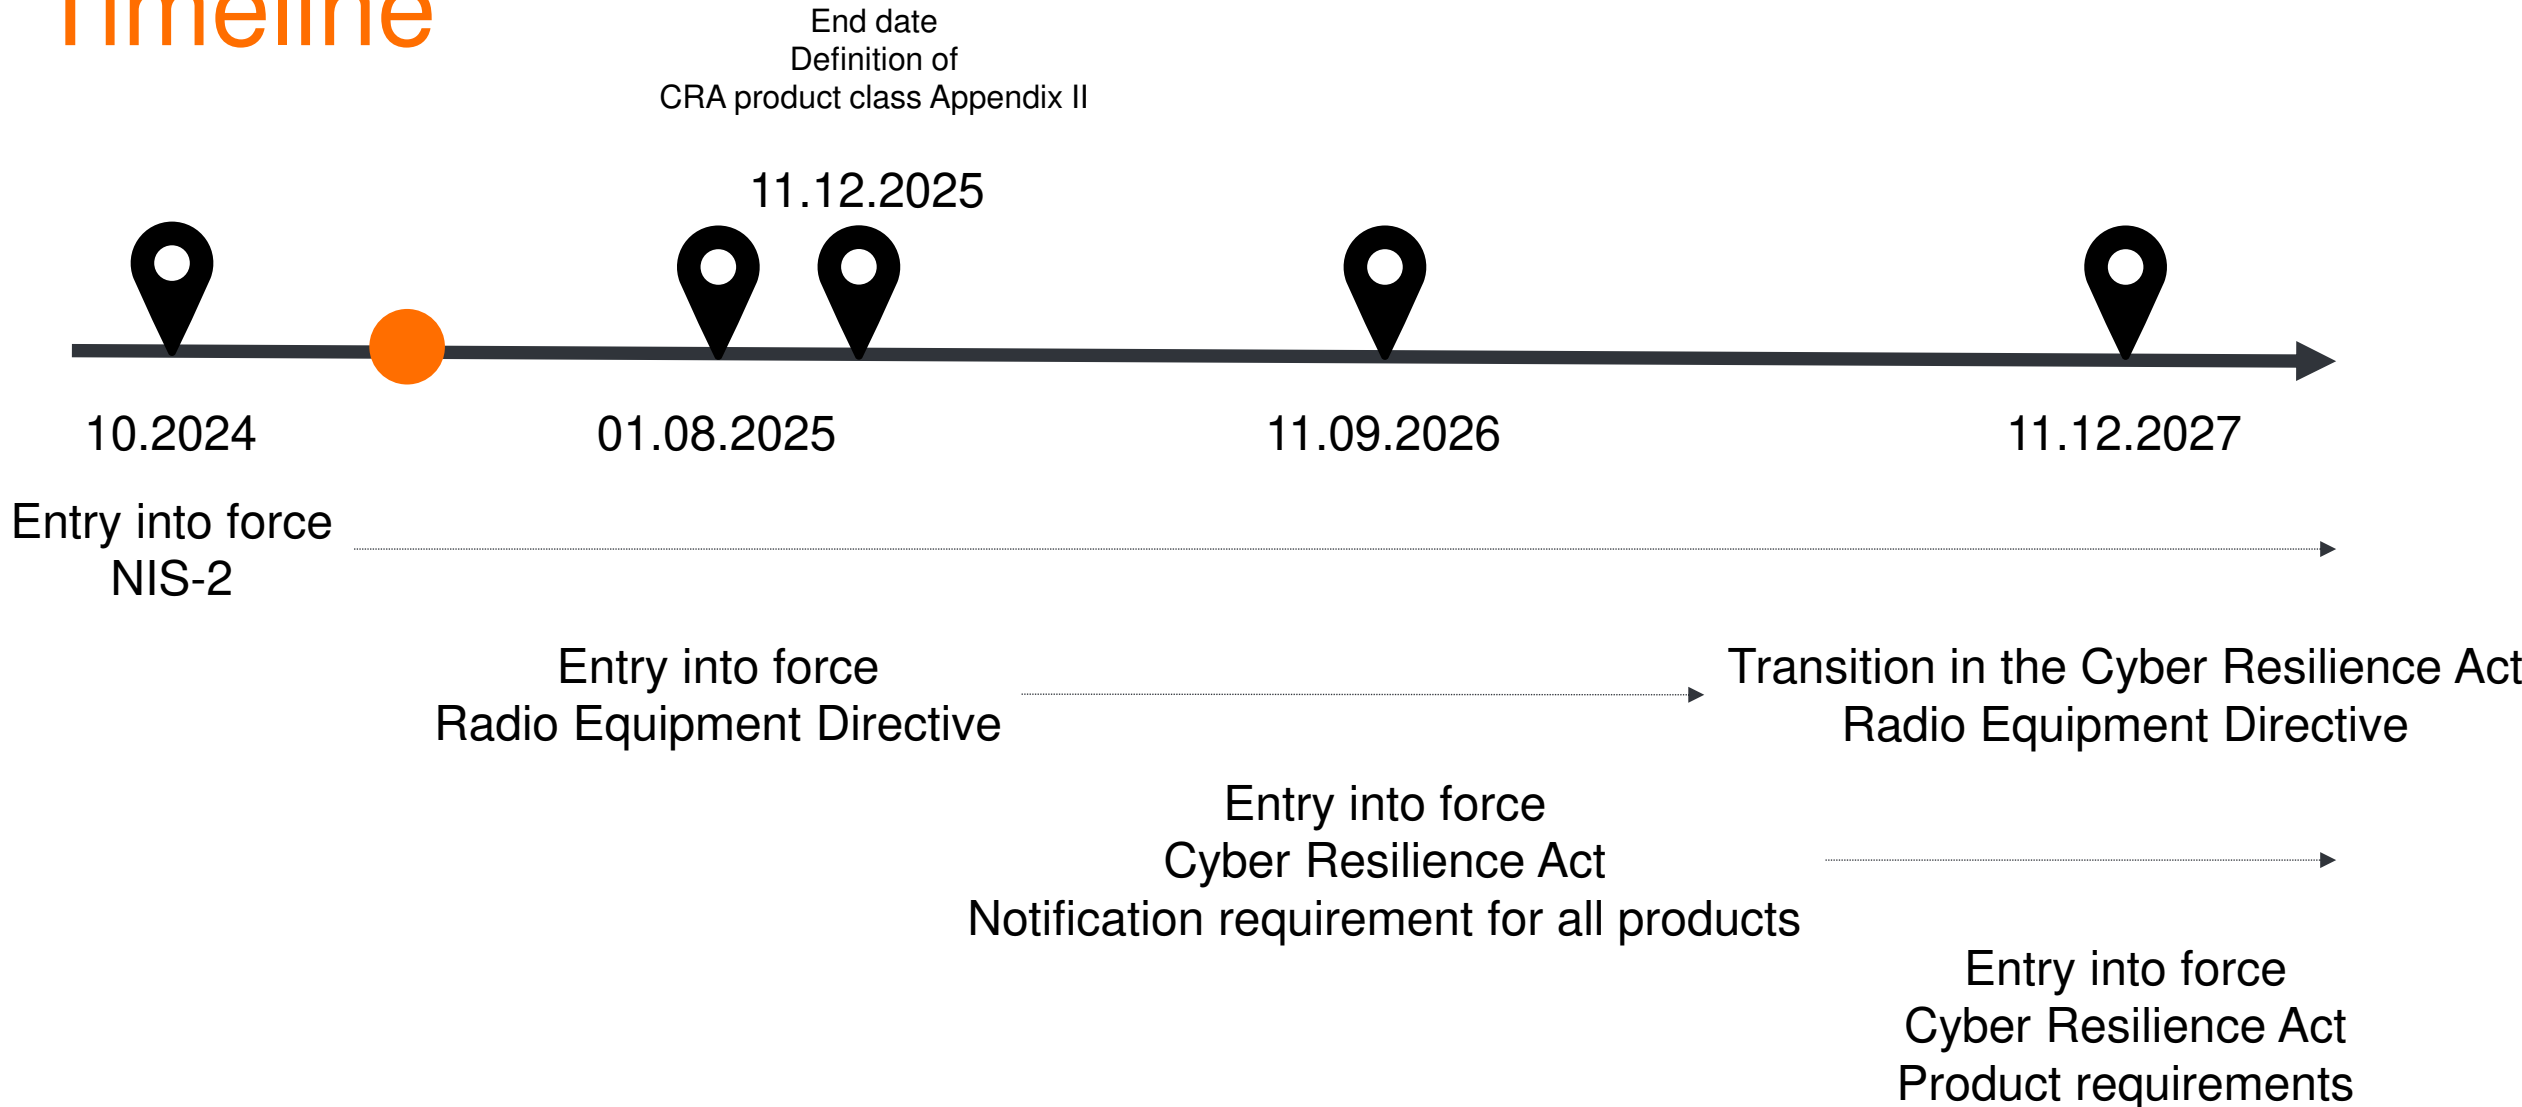 Timeline
End date
Definition of
CRA product class Appendix II
11.12.2025
10.2024
01.08.2025
11.09.2026
11.12.2027
Entry into force
NIS-2
Entry into force
Radio Equipment Directive
Transition in the Cyber Resilience Act
Radio Equipment Directive
Entry into force
Cyber Resilience Act
Notification requirement for all products
Entry into force
Cyber Resilience Act
Product requirements